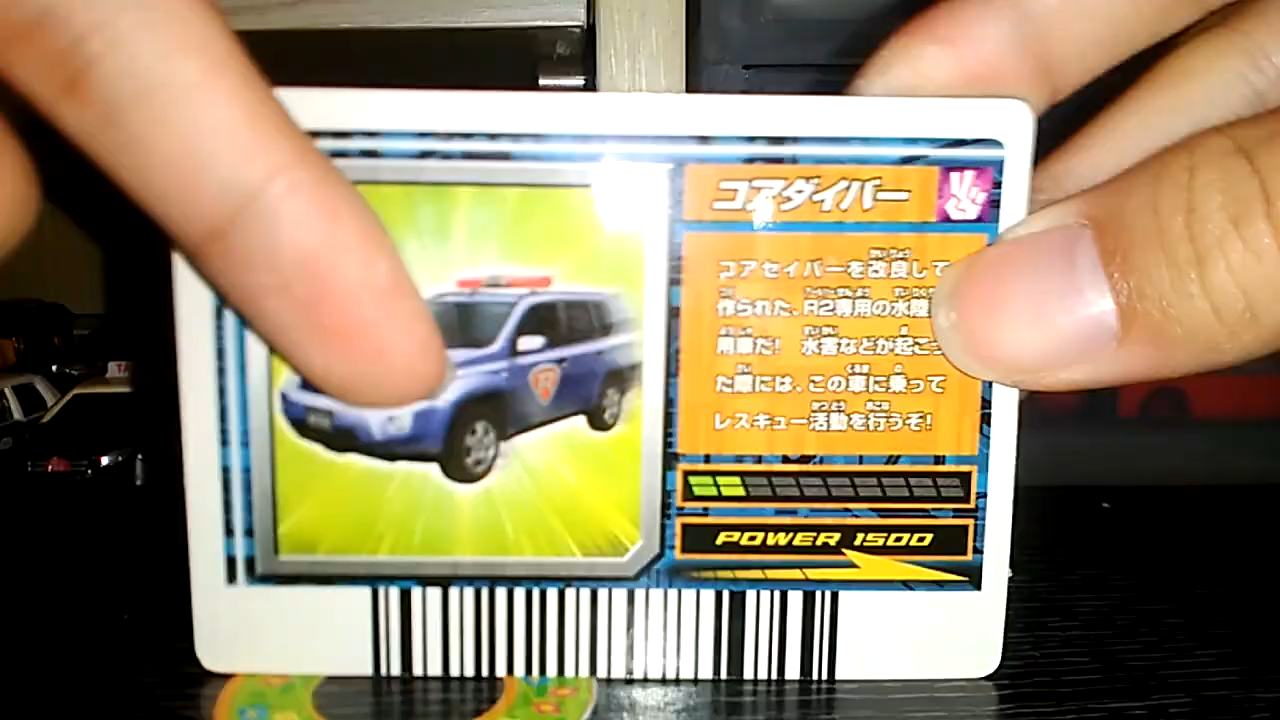 コアダイバー
コアセイバーを改良して
作られた、R2専用の水陸
用車だ! 水害などが起こっ
た際には、この車に乗って
レスキュー活動を行うぞ!
POWER 1500